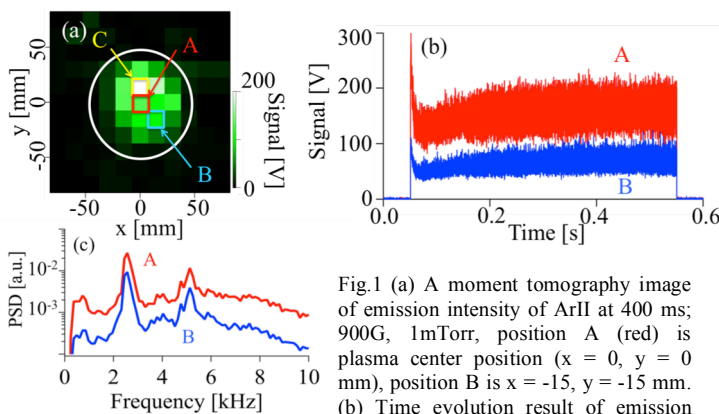 (a)
C
A
B
50
0
-50
y [mm]
-50
0
50
x [mm]
200
0
Signal [V]
(b)
A
B
300
200
100
0
Signal [V]
0.0
0.2
0.4
0.6
Time [s]
(c)
A
B
10-2
10-3
PSD [a.u.]
0
2
4
6
8
10
Frequency [kHz]
Fig.1 (a) A moment tomography image
of emission intensity of ArII at 400 ms;
900G, 1mTorr, position A (red) is
plasma center position (x = 0, y = 0
mm), position B is x = -15, y = -15 mm.
(b) Time evolution result of emission